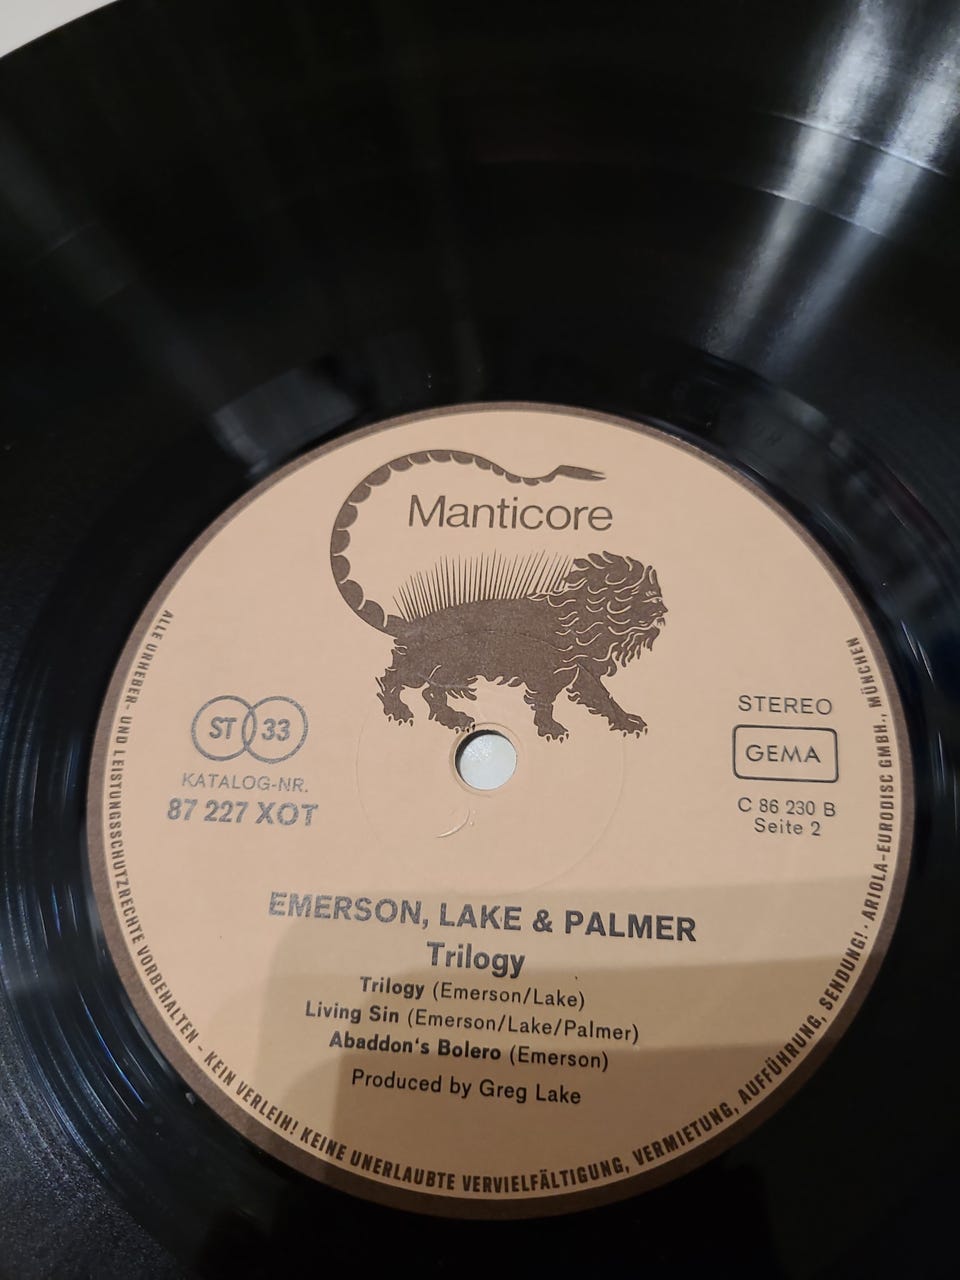 Manticore
ST 33
KATALOG-NR.
87 227 XOT
STEREO
GEMA
C 86 230 B
Seite 2
EMERSON, LAKE & PALMER
Trilogy
Trilogy (Emerson/Lake)
Living Sin (Emerson/Lake/Palmer)
Abaddon's Bolero (Emerson)
Produced by Greg Lake
ALLE URHEBER- UND LEISTUNGSSCHUTZRECHTE VORBEHALTEN - KEIN VERLEIH! KEINE UNERLAUBTE VERVIELFÄLTIGUNG, VERMIETUNG, AUFFÜHRUNG, SENDUNG! · ARIOLA-EURODISC GMBH., MÜNCHEN